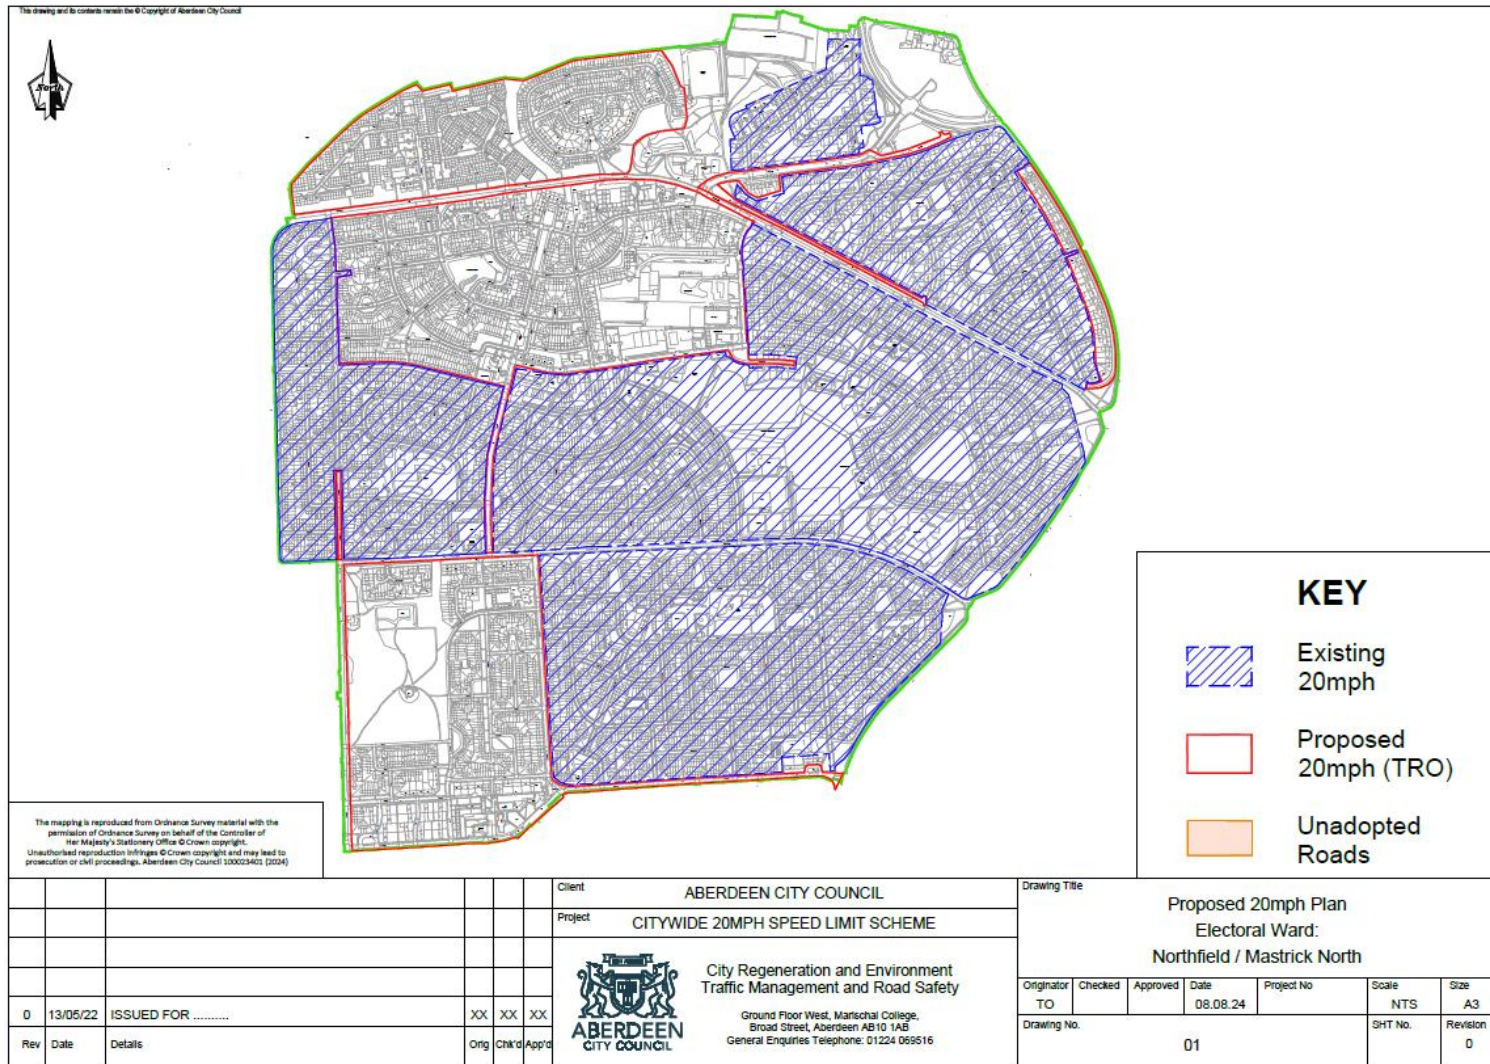 This drawing and its contents remain the © Copyright of Aberdeen City Council
North
KEY
Existing
20mph
Proposed
20mph (TRO)
Unadopted
Roads
The mapping is reproduced from Ordnance Survey material with the
permission of Ordnance Survey on behalf of the Controller of
Her Majesty's Stationery Office © Crown copyright.
Unauthorised reproduction infringes © Crown copyright and may lead to
prosecution or civil proceedings. Aberdeen City Council 100023401 (2024)
0 13/05/22 ISSUED FOR .......... XX XX XX
Rev Date Details Orig Chk'd App'd
Client ABERDEEN CITY COUNCIL
Project CITYWIDE 20MPH SPEED LIMIT SCHEME
ABERDEEN
CITY COUNCIL
City Regeneration and Environment
Traffic Management and Road Safety
Ground Floor West, Marischal College,
Broad Street, Aberdeen AB10 1AB
General Enquiries Telephone: 01224 069516
Drawing Title
Proposed 20mph Plan
Electoral Ward:
Northfield / Mastrick North
Originator Checked Approved Date Project No Scale Size
TO 08.08.24 NTS A3
Drawing No. SHT No. Revision
01 0